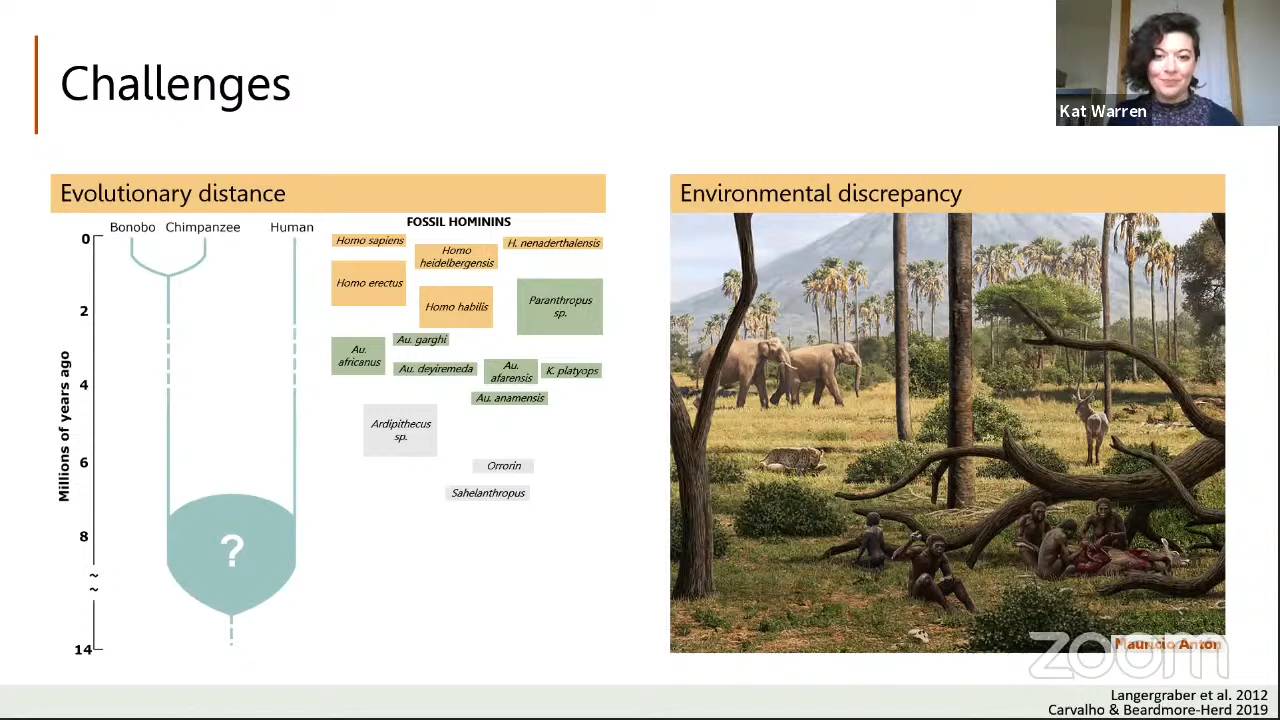 Challenges
Kat Warren
Evolutionary distance
Environmental discrepancy
Bonobo
Chimpanzee
Human
FOSSIL HOMININS
0
2
4
6
8
~
~
14
Millions of years ago
?
Homo sapiens
Homo
heidelbergensis
H. nenaderthalensis
Homo erectus
Homo habilis
Paranthropus
sp.
Au.
africanus
Au. garghi
Au. deyiremeda
Au.
afarensis
K. platyops
Au. anamensis
Ardipithecus
sp.
Orrorin
Sahelanthropus
Mauricio Antón
zoom
Langergraber et al. 2012
Carvalho & Beardmore-Herd 2019